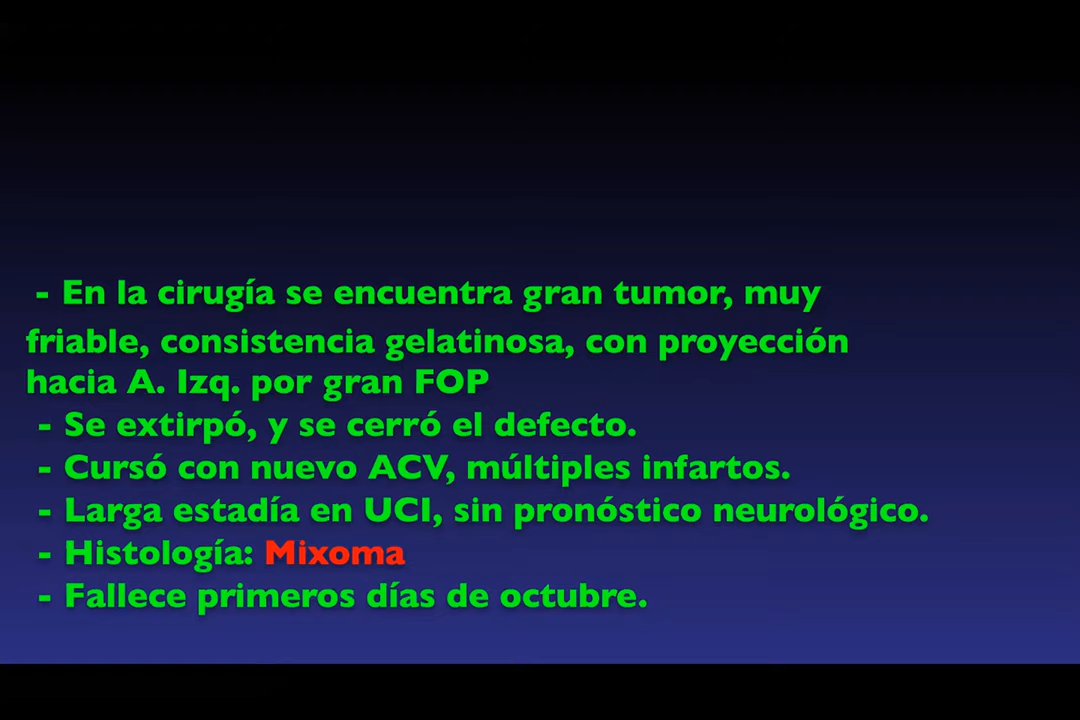 - En la cirugía se encuentra gran tumor, muy
friable, consistencia gelatinosa, con proyección
hacia A. Izq. por gran FOP
- Se extirpó, y se cerró el defecto.
- Cursó con nuevo ACV, múltiples infartos.
- Larga estadía en UCI, sin pronóstico neurológico.
- Histología: Mixoma
- Fallece primeros días de octubre.